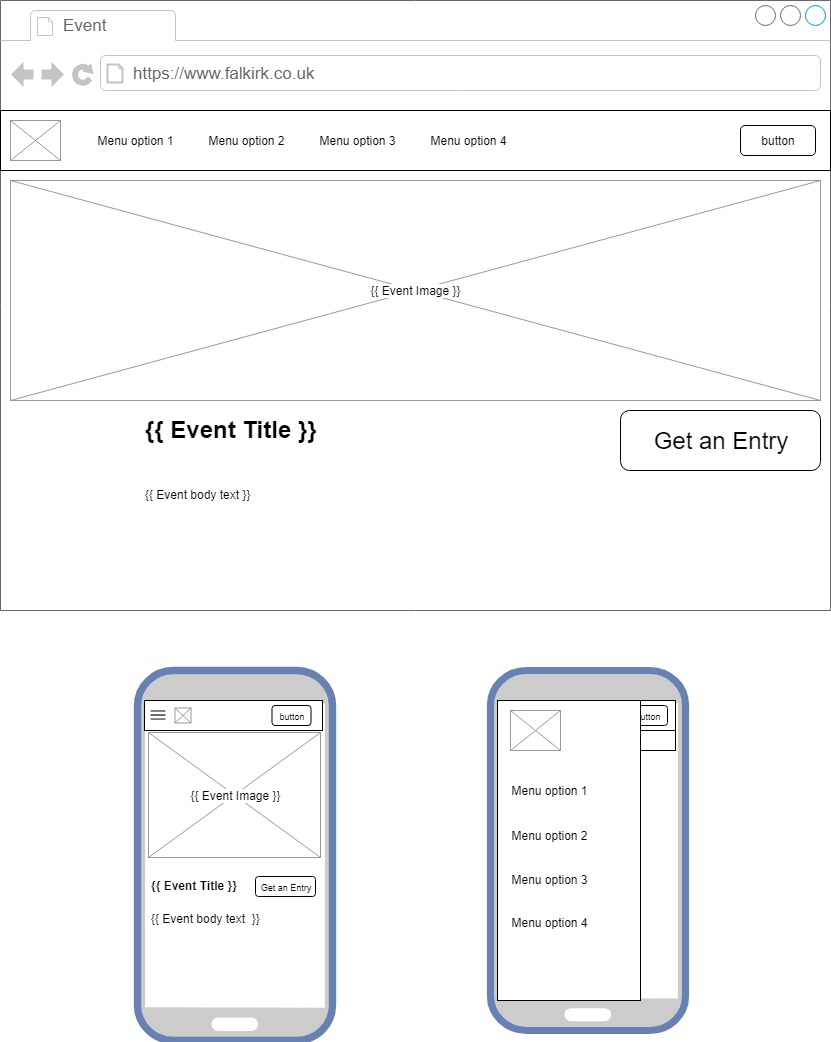 Event
https://www.falkirk.co.uk
Menu option 1 Menu option 2 Menu option 3 Menu option 4 button
{{ Event Image }}
{{ Event Title }}
Get an Entry
{{ Event body text }}
button
{{ Event Image }}
{{ Event Title }} Get an Entry
{{ Event body text  }}
utton
Menu option 1
Menu option 2
Menu option 3
Menu option 4